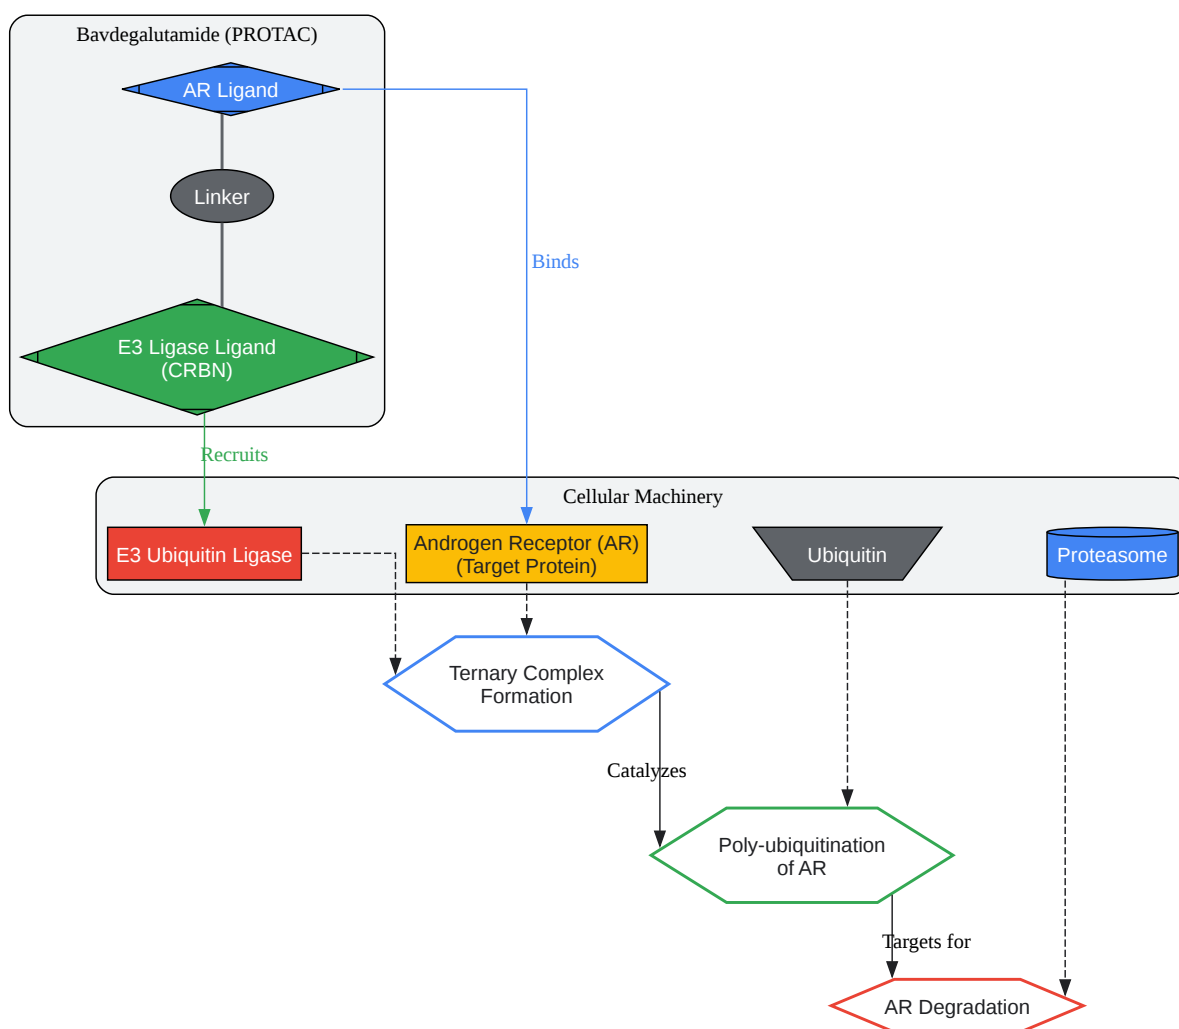 Bavdegalutamide (PROTAC)
AR Ligand
Linker
Binds
E3 Ligase Ligand
(CRBN)
Recruits
Cellular Machinery
E3 Ubiquitin Ligase
Androgen Receptor (AR)
(Target Protein)
Ubiquitin
Proteasome
Ternary Complex
Formation
Catalyzes
Poly-ubiquitination
of AR
Targets for
AR Degradation